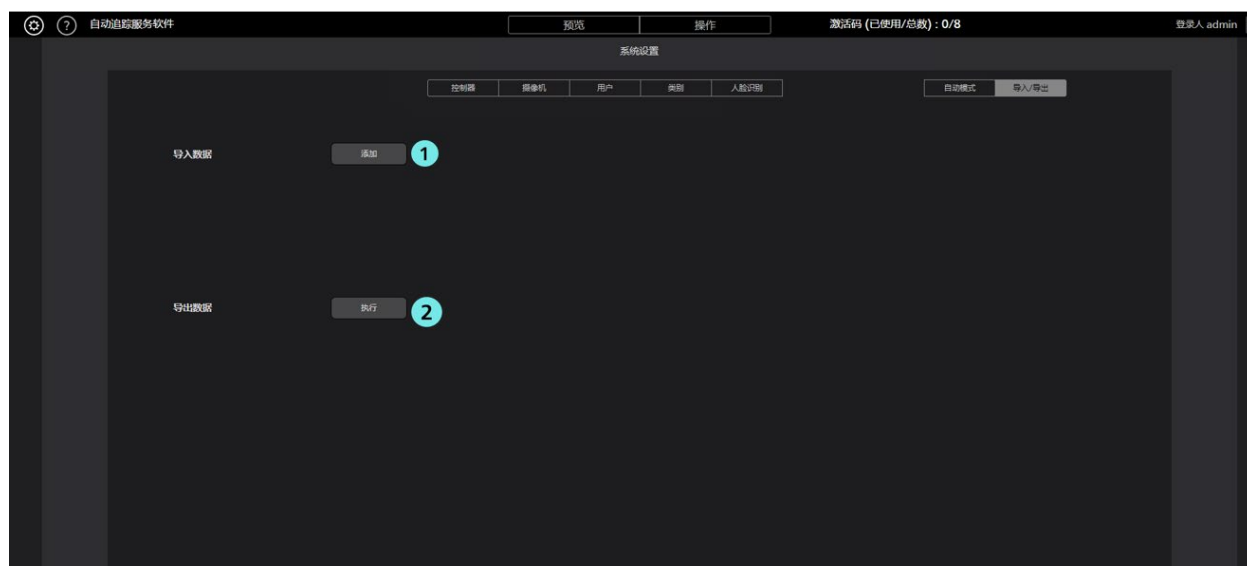 ? 自动追踪服务软件 预览 操作 激活码 (已使用/总数) : 0/8 登录人 admin
系统设置
控制器 摄像机 用户 类别 人脸识别 自动模式 导入/导出
导入数据 添加 1
导出数据 执行 2